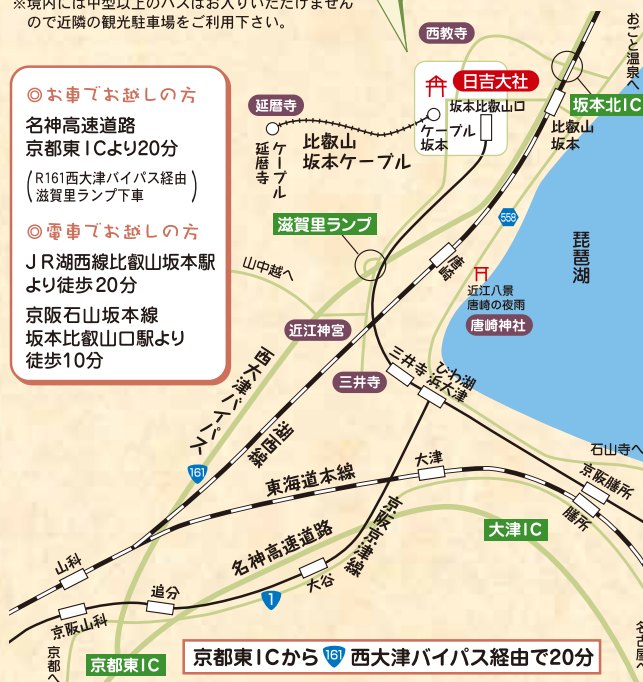 ※境内には中型以上のバスはお入りいただけません
ので近隣の観光駐車場をご利用下さい。
◎お車でお越しの方
名神高速道路
京都東ICより20分
(R161西大津バイパス経由
滋賀里ランプ下車)
◎電車でお越しの方
JR湖西線比叡山坂本駅
より徒歩20分
京阪石山坂本線
坂本比叡山口駅より
徒歩10分
西教寺
おごと温泉へ
日吉大社
坂本北IC
延暦寺
坂本比叡山口
ケーブル
坂本
比叡山
坂本
ケーブル
延暦寺
比叡山
坂本ケーブル
滋賀里ランプ
558
琵琶湖
唐崎
山中越へ
近江八景
唐崎の夜雨
唐崎神社
近江神宮
三井寺
三井寺
びわ湖
浜大津
西大津バイパス
湖西線
161
石山寺へ
東海道本線
大津
京阪膳所
膳所
京阪京津線
名神高速道路
大津IC
山科
追分
大谷
1
京阪山科
京都へ
京都東IC
名古屋へ
京都東ICから 161 西大津バイパス経由で20分